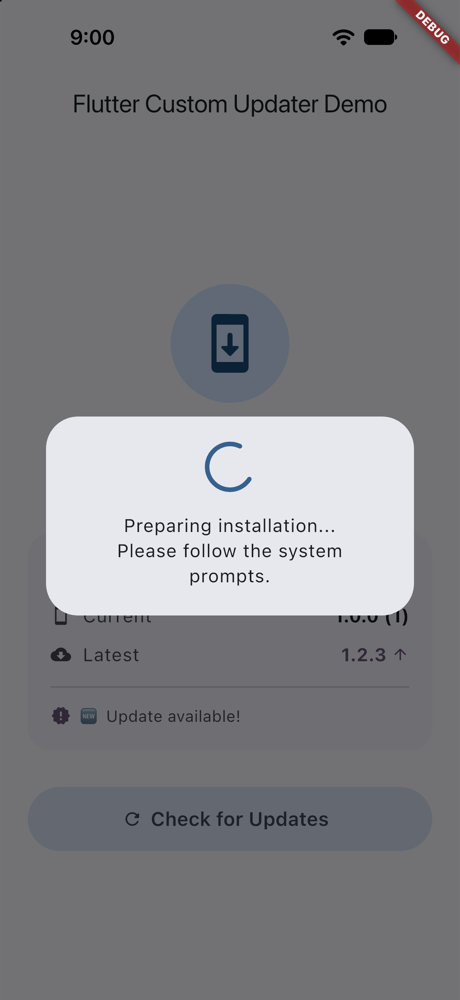 9:00
DEBUG
Flutter Custom Updater Demo
Preparing installation...
Please follow the system
prompts.
Current 1.0.0 (1)
Latest 1.2.3 ↑
NEW Update available!
Check for Updates